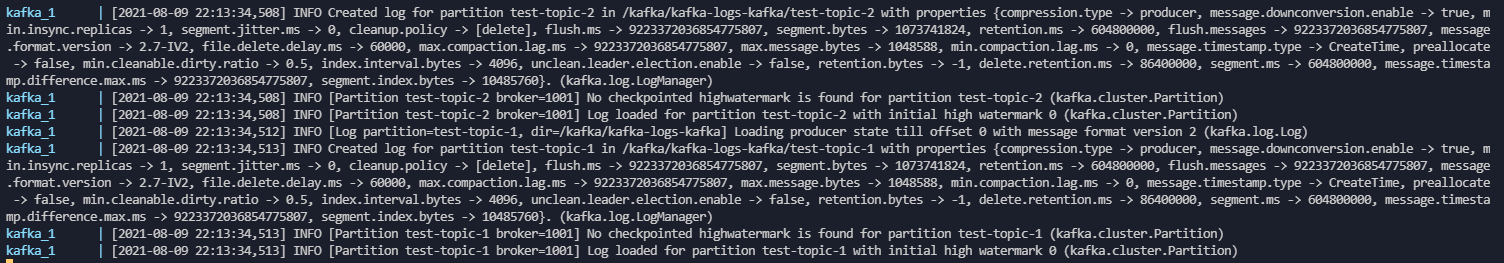 kafka_1      | [2021-08-09 22:13:34,508] INFO Created log for partition test-topic-2 in /kafka/kafka-logs-kafka/test-topic-2 with properties {compression.type -> producer, message.downconversion.enable -> true, m
in.insync.replicas -> 1, segment.jitter.ms -> 0, cleanup.policy -> [delete], flush.ms -> 9223372036854775807, segment.bytes -> 1073741824, retention.ms -> 604800000, flush.messages -> 9223372036854775807, message
.format.version -> 2.7-IV2, file.delete.delay.ms -> 60000, max.compaction.lag.ms -> 9223372036854775807, max.message.bytes -> 1048588, min.compaction.lag.ms -> 0, message.timestamp.type -> CreateTime, preallocate
 -> false, min.cleanable.dirty.ratio -> 0.5, index.interval.bytes -> 4096, unclean.leader.election.enable -> false, retention.bytes -> -1, delete.retention.ms -> 86400000, segment.ms -> 604800000, message.timesta
mp.difference.max.ms -> 9223372036854775807, segment.index.bytes -> 10485760}. (kafka.log.LogManager)
kafka_1      | [2021-08-09 22:13:34,508] INFO [Partition test-topic-2 broker=1001] No checkpointed highwatermark is found for partition test-topic-2 (kafka.cluster.Partition)
kafka_1      | [2021-08-09 22:13:34,508] INFO [Partition test-topic-2 broker=1001] Log loaded for partition test-topic-2 with initial high watermark 0 (kafka.cluster.Partition)
kafka_1      | [2021-08-09 22:13:34,512] INFO [Log partition=test-topic-1, dir=/kafka/kafka-logs-kafka] Loading producer state till offset 0 with message format version 2 (kafka.log.Log)
kafka_1      | [2021-08-09 22:13:34,513] INFO Created log for partition test-topic-1 in /kafka/kafka-logs-kafka/test-topic-1 with properties {compression.type -> producer, message.downconversion.enable -> true, m
in.insync.replicas -> 1, segment.jitter.ms -> 0, cleanup.policy -> [delete], flush.ms -> 9223372036854775807, segment.bytes -> 1073741824, retention.ms -> 604800000, flush.messages -> 9223372036854775807, message
.format.version -> 2.7-IV2, file.delete.delay.ms -> 60000, max.compaction.lag.ms -> 9223372036854775807, max.message.bytes -> 1048588, min.compaction.lag.ms -> 0, message.timestamp.type -> CreateTime, preallocate
 -> false, min.cleanable.dirty.ratio -> 0.5, index.interval.bytes -> 4096, unclean.leader.election.enable -> false, retention.bytes -> -1, delete.retention.ms -> 86400000, segment.ms -> 604800000, message.timesta
mp.difference.max.ms -> 9223372036854775807, segment.index.bytes -> 10485760}. (kafka.log.LogManager)
kafka_1      | [2021-08-09 22:13:34,513] INFO [Partition test-topic-1 broker=1001] No checkpointed highwatermark is found for partition test-topic-1 (kafka.cluster.Partition)
kafka_1      | [2021-08-09 22:13:34,513] INFO [Partition test-topic-1 broker=1001] Log loaded for partition test-topic-1 with initial high watermark 0 (kafka.cluster.Partition)